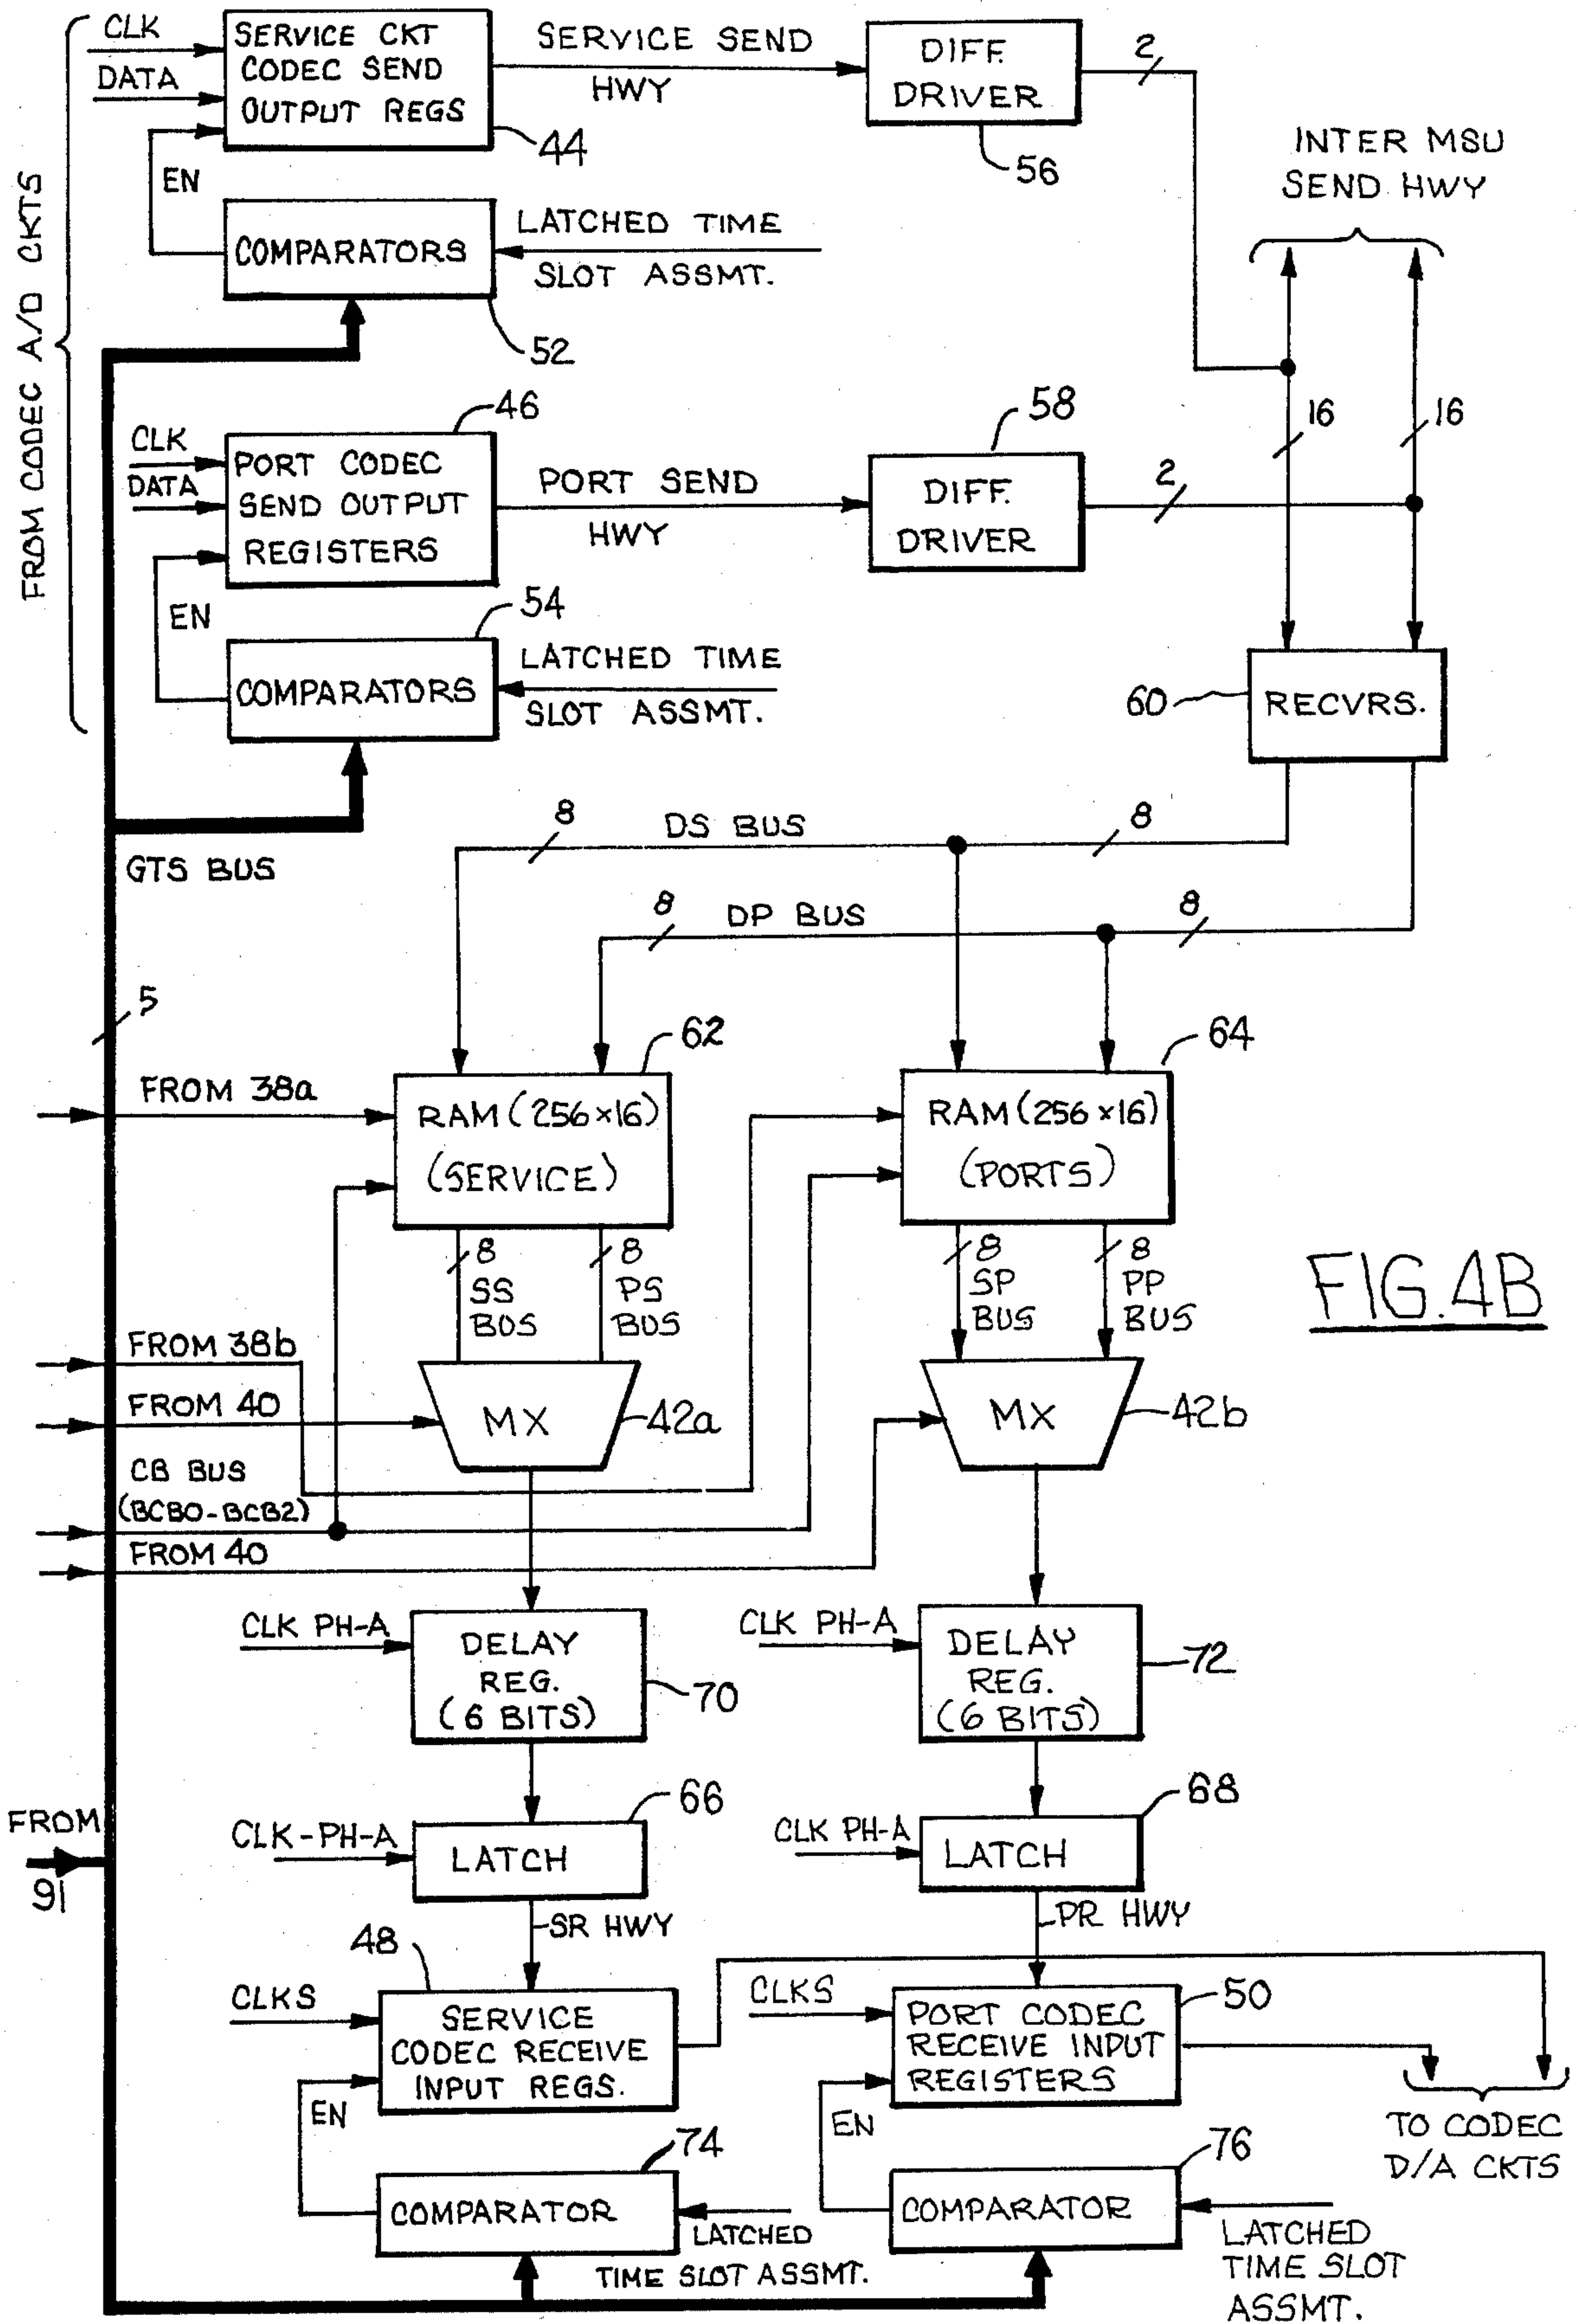 CLK
DATA
SERVICE CKT
CODEC SEND
OUTPUT REGS
44
EN
SERVICE SEND
HWY
DIFF.
DRIVER
56
2
INTER MSU
SEND HWY
FROM CODEC A/D CKTS
COMPARATORS
52
LATCHED TIME
SLOT ASSMT.
16
16
46
CLK
DATA
PORT CODEC
SEND OUTPUT
REGISTERS
EN
PORT SEND
HWY
58
DIFF.
DRIVER
2
54
COMPARATORS
LATCHED TIME
SLOT ASSMT.
60
RECVRS.
GTS BUS
8
DS BUS
8
8
DP BUS
8
5
62
64
FROM 38a
RAM (256×16)
(SERVICE)
RAM (256×16)
(PORTS)
8
SS
BUS
8
PS
BUS
8
SP
BUS
8
PP
BUS
FIG. 4B
FROM 38b
FROM 40
MX
42a
MX
42b
CB BUS
(BCB0-BCB2)
FROM 40
CLK PH-A
DELAY
REG.
(6 BITS)
70
CLK PH-A
DELAY
REG.
(6 BITS)
72
FROM
91
CLK-PH-A
LATCH
66
CLK PH-A
LATCH
68
SR HWY
PR HWY
48
CLKS
SERVICE
CODEC RECEIVE
INPUT REGS.
EN
CLKS
PORT CODEC
RECEIVE INPUT
REGISTERS
50
EN
TO CODEC
D/A CKTS
74
COMPARATOR
LATCHED
TIME SLOT ASSMT.
76
COMPARATOR
LATCHED
TIME SLOT
ASSMT.